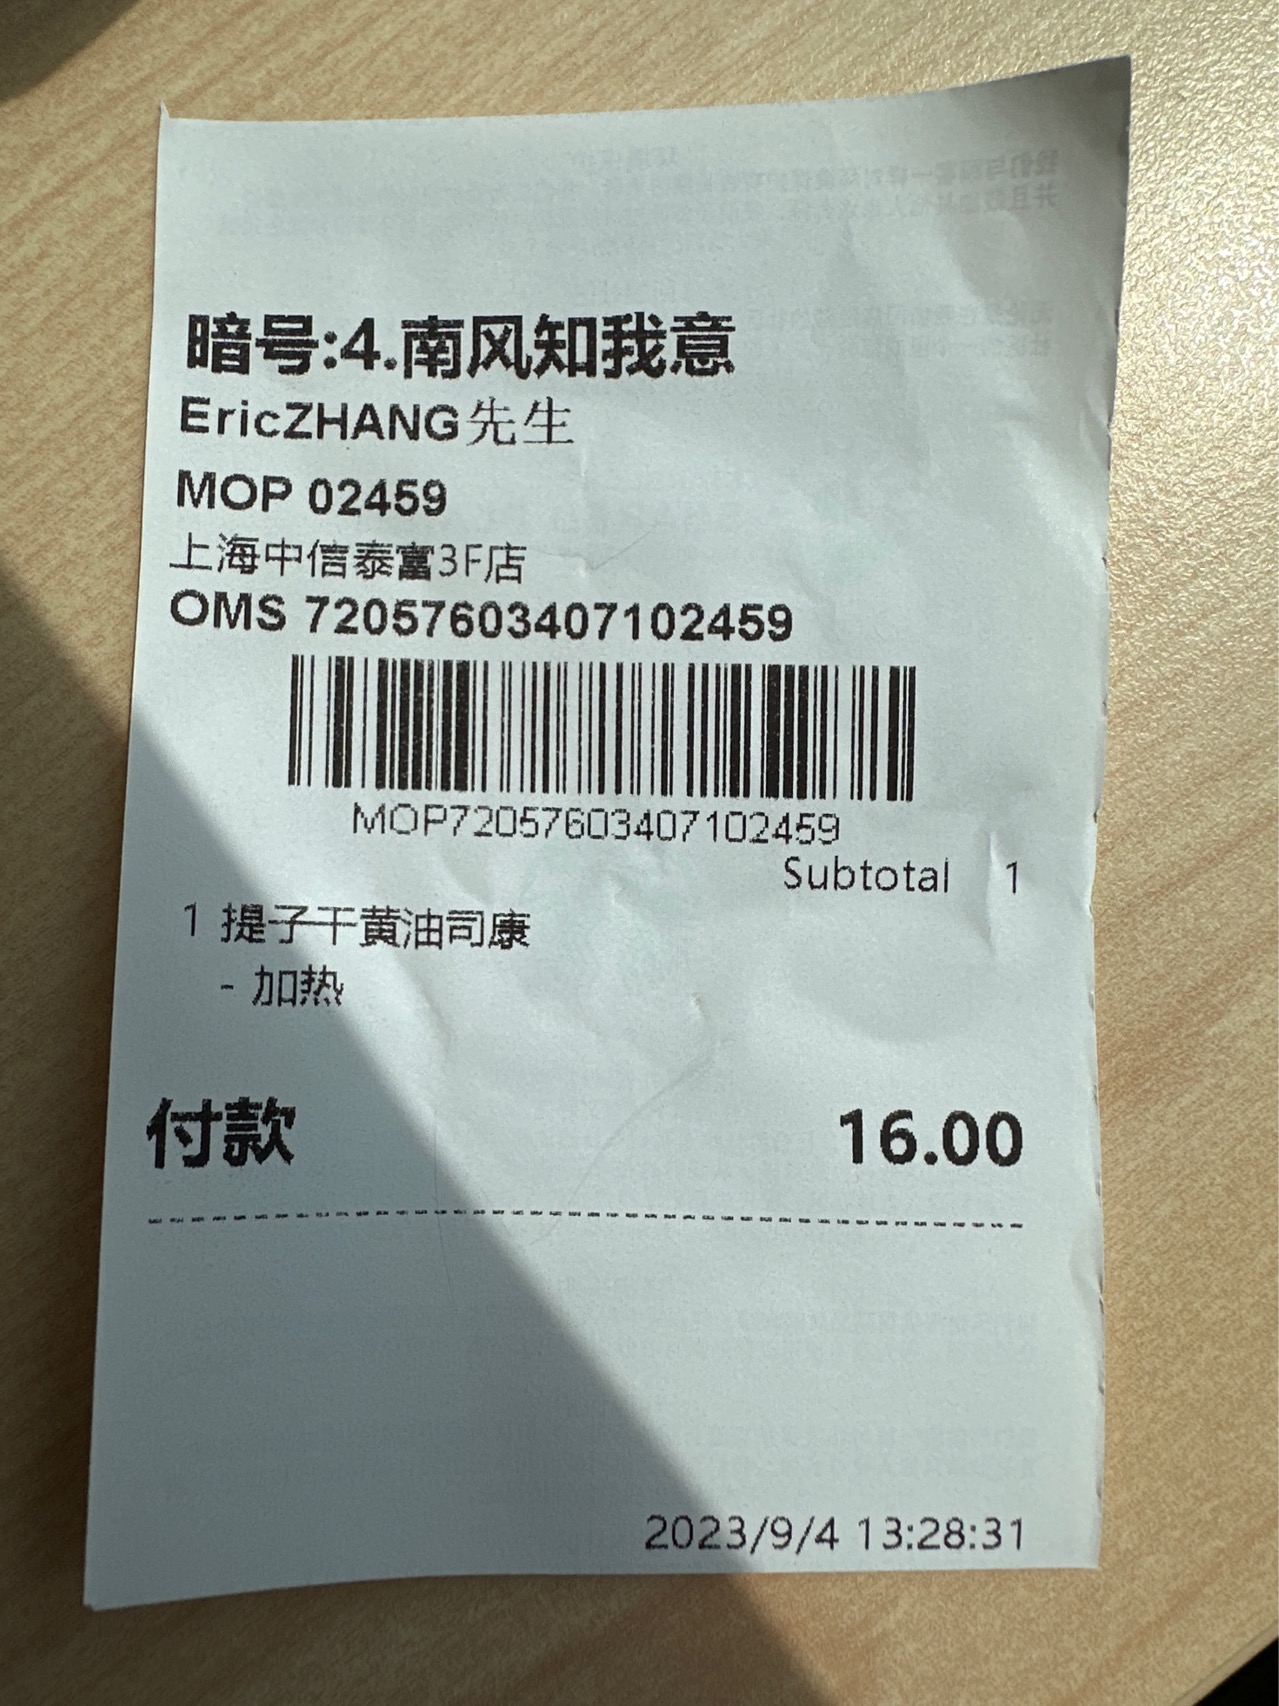 暗号:4.南风知我意
EricZHANG先生
MOP 02459
上海中信泰富3F店
OMS 72057603407102459
MOP72057603407102459
Subtotal 1
1 提子干黄油司康
- 加热
付款 16.00
2023/9/4 13:28:31